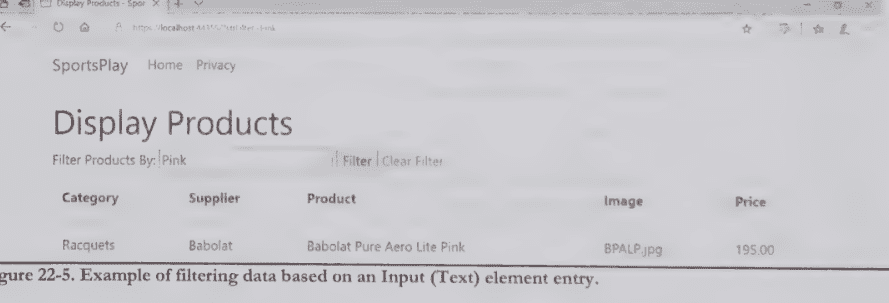 Display Products - Spor
https://localhost
SportsPlay Home Privacy
Display Products
Filter Products By: Pink Filter Clear Filter
Category Supplier Product Image Price
Racquets Babolat Babolat Pure Aero Lite Pink BPALP.jpg 195.00
gure 22-5. Example of filtering data based on an Input (Text) element entry.